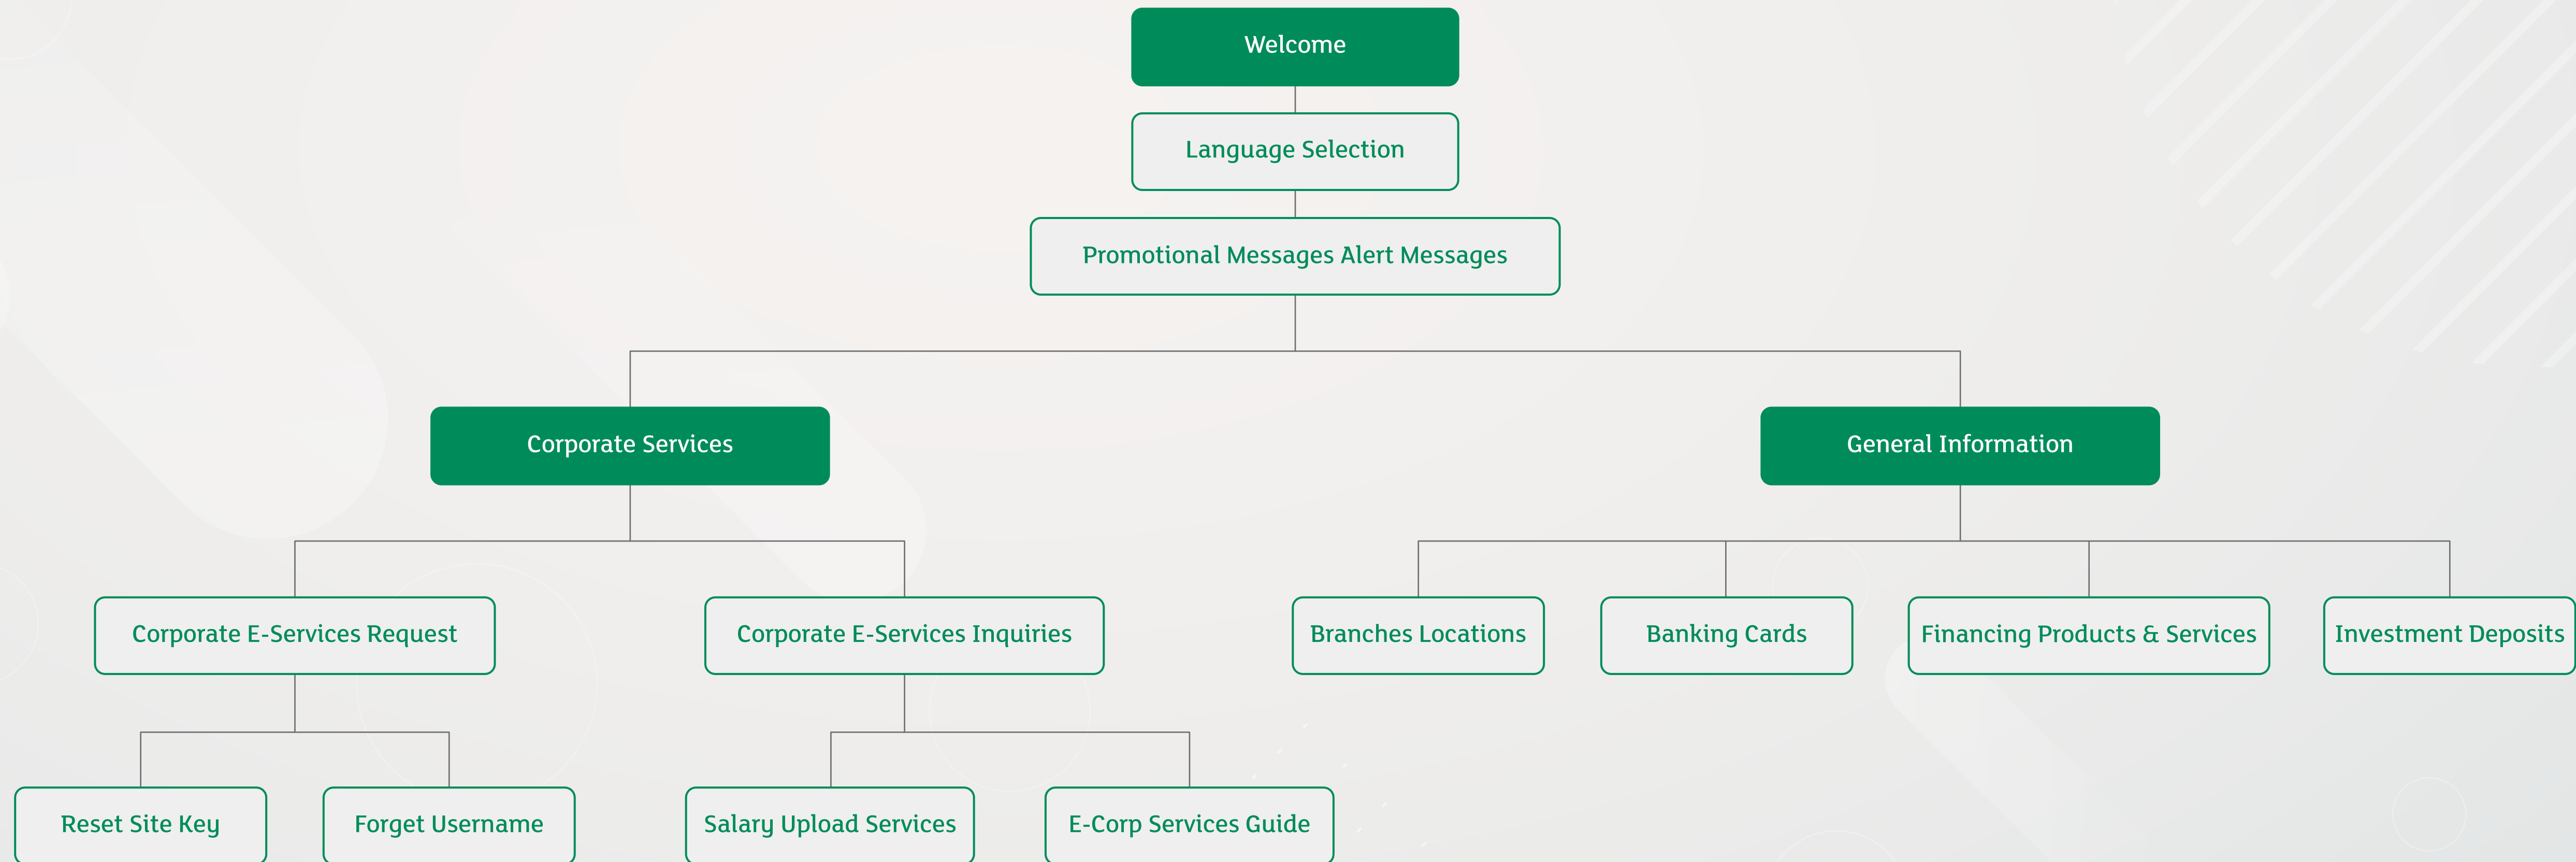 Welcome
Language Selection
Promotional Messages Alert Messages
Corporate Services
General Information
Corporate E-Services Request
Corporate E-Services Inquiries
Branches Locations
Banking Cards
Financing Products & Services
Investment Deposits
Reset Site Key
Forget Username
Salary Upload Services
E-Corp Services Guide